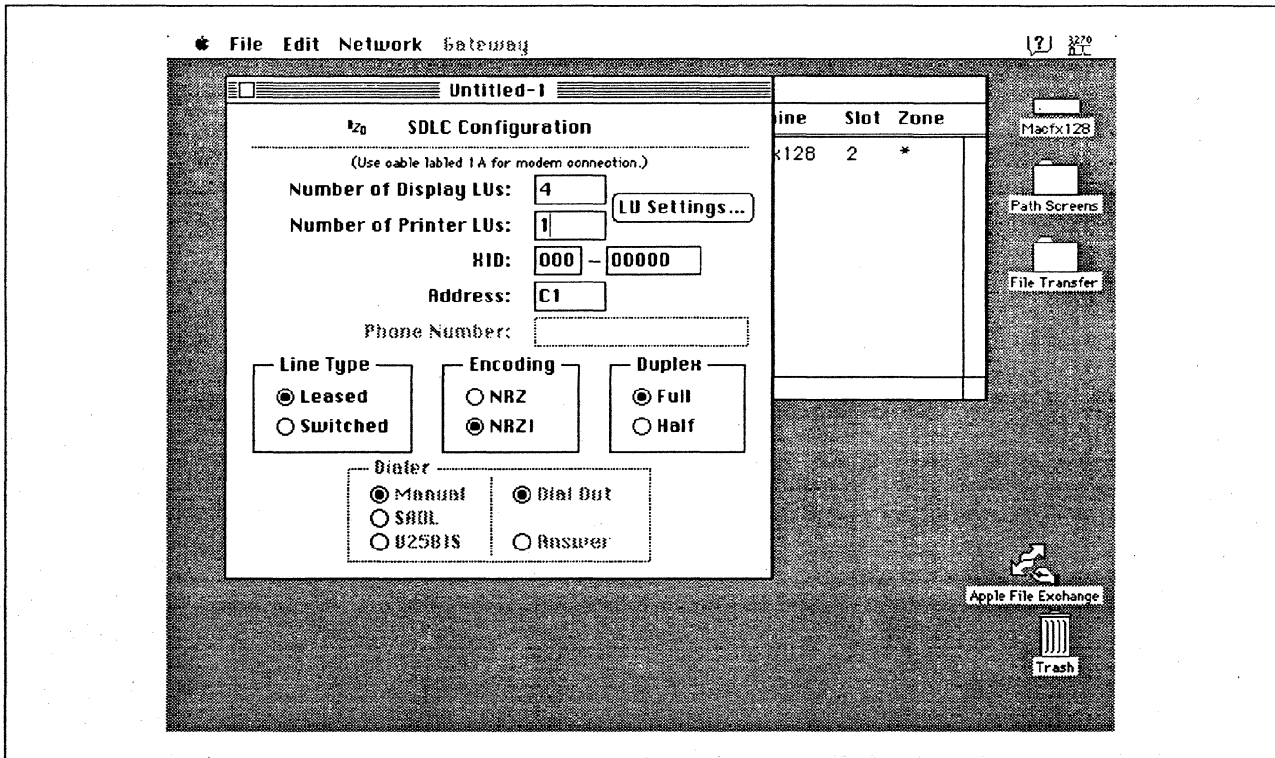 File Edit Network Gateway
3270
Untitled-1
SDLC Configuration
(Use cable labled 1A for modem connection.)
Number of Display LUs: 4
LU Settings...
Number of Printer LUs: 1
XID: 000 – 00000
Address: C1
Phone Number:
Line Type
Leased
Switched
Encoding
NRZ
NRZI
Duplex
Full
Half
Dialer
Manual
SADL
V25BIS
Dial Out
Answer
ine Slot Zone
x128 2 *
Macfx128
Path Screens
File Transfer
Apple File Exchange
Trash